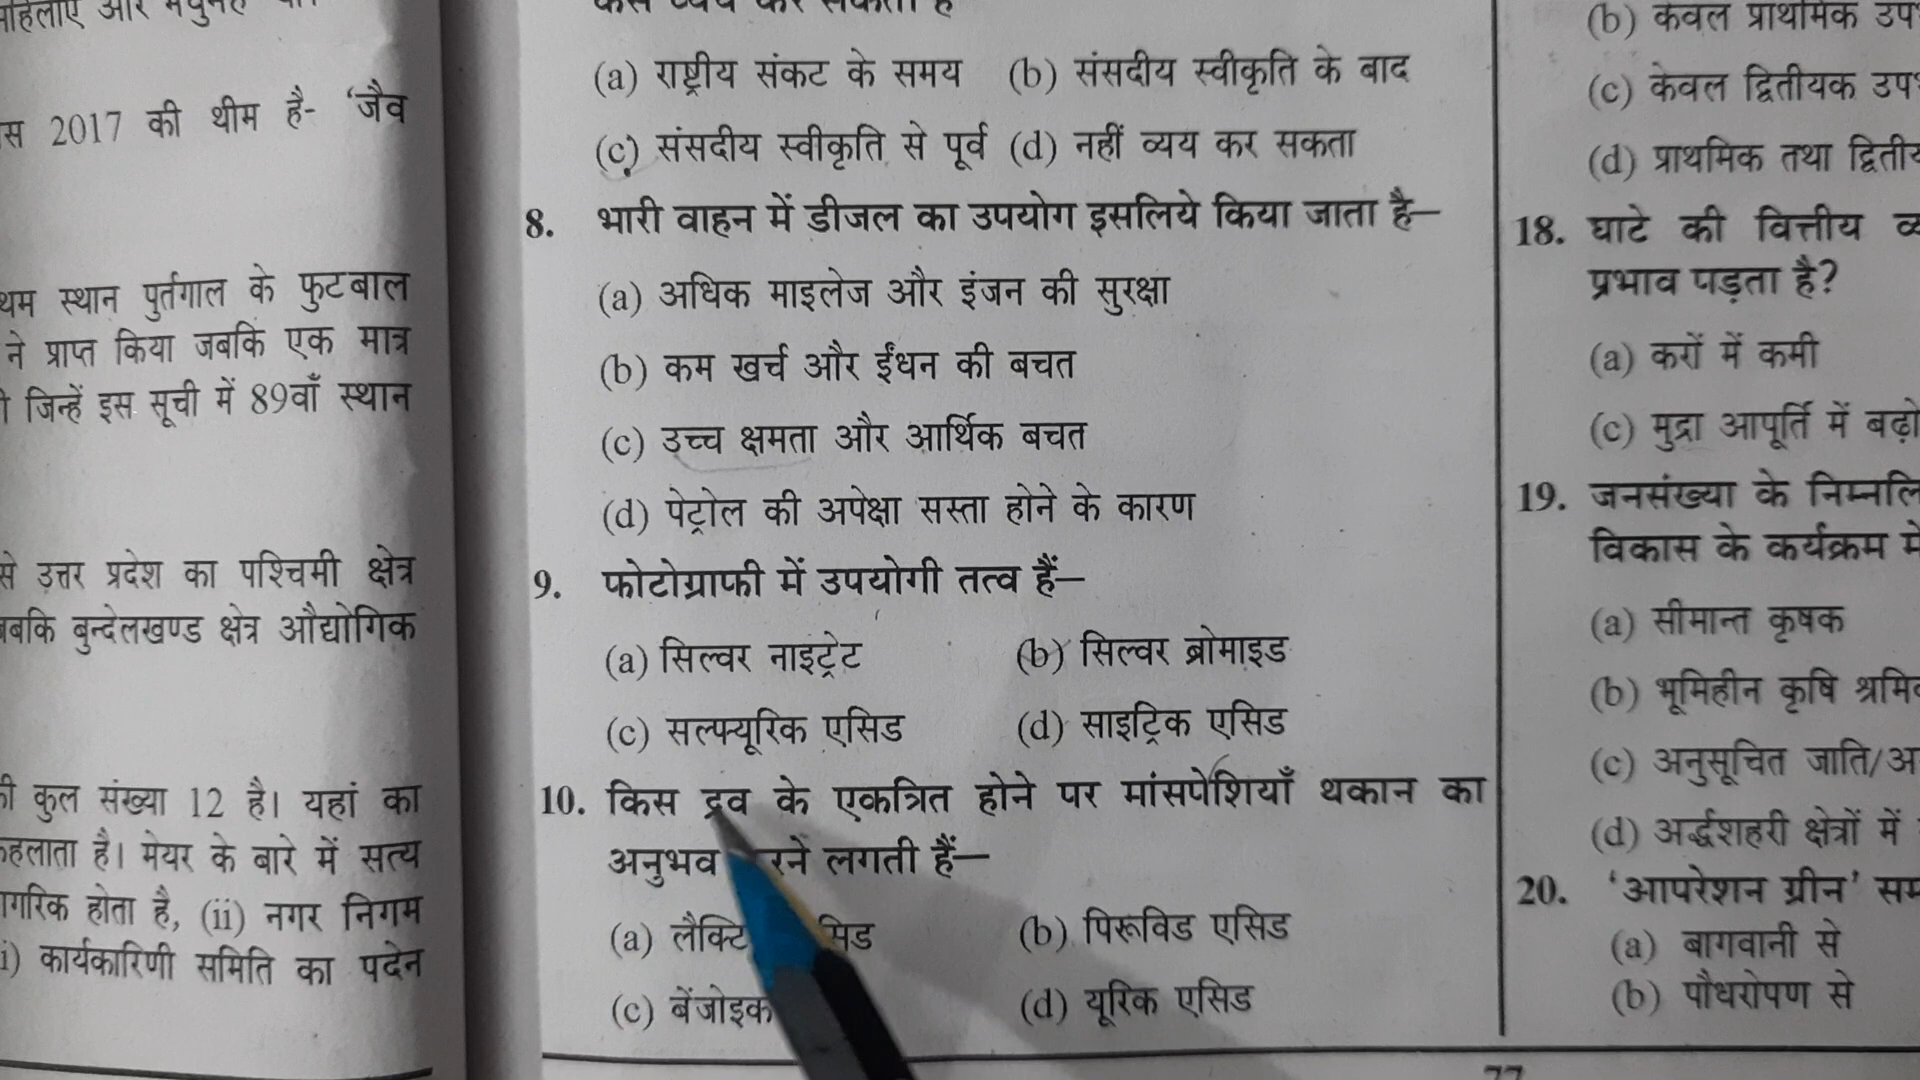 स 2017 की थीम है- ‘जैव
थम स्थान पुर्तगाल के फुटबाल
ने प्राप्त किया जबकि एक मात्र
जिन्हें इस सूची में 89वाँ स्थान
से उत्तर प्रदेश का पश्चिमी क्षेत्र
बुन्देलखण्ड क्षेत्र औद्योगिक
की कुल संख्या 12 है। यहां का
है। मेयर के बारे में सत्य
होता है, (ii) नगर निगम
कार्यकारिणी समिति का पदेन
(a) राष्ट्रीय संकट के समय (b) संसदीय स्वीकृति के बाद
(c) संसदीय स्वीकृति से पूर्व (d) नहीं व्यय कर सकता
8. भारी वाहन में डीजल का उपयोग इसलिये किया जाता है—
(a) अधिक माइलेज और इंजन की सुरक्षा
(b) कम खर्च और ईंधन की बचत
(c) उच्च क्षमता और आर्थिक बचत
(d) पेट्रोल की अपेक्षा सस्ता होने के कारण
9. फोटोग्राफी में उपयोगी तत्व हैं—
(a) सिल्वर नाइट्रेट (b) सिल्वर ब्रोमाइड
(c) सल्फ्यूरिक एसिड (d) साइट्रिक एसिड
10. किस द्रव के एकत्रित होने पर मांसपेशियाँ थकान का
अनुभव लगती हैं—
(a) (b) पिरूविड एसिड
(c) बेंजोइक (d) यूरिक एसिड
(b) केवल प्राथमिक
(c) केवल द्वितीयक
(d) प्राथमिक तथा
18. घाटे की वित्तीय
प्रभाव पड़ता है?
(a) करों में कमी
(c) मुद्रा आपूर्ति में
19. जनसंख्या के
विकास के कर्यक्रम
(a) सीमान्त कृषक
(b) भूमिहीन कृषि
(c) अनुसूचित जाति/
(d) अर्द्धशहरी क्षेत्रों में
20. ‘आपरेशन ग्रीन’
(a) बागवानी से
(b) पौधरोपण से